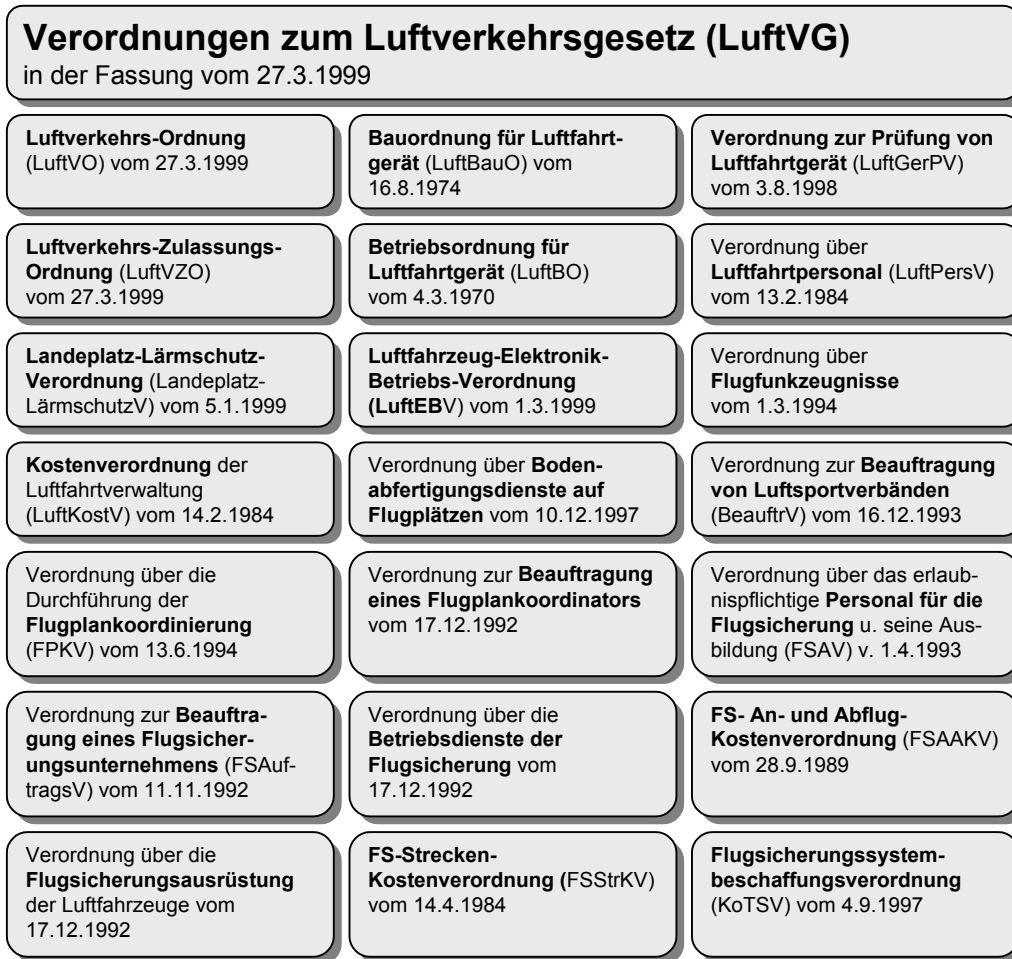 Verordnungen zum Luftverkehrsgesetz (LuftVG)
in der Fassung vom 27.3.1999
Luftverkehrs-Ordnung
(LuftVO) vom 27.3.1999
Bauordnung für Luftfahrt-
gerät (LuftBauO) vom
16.8.1974
Verordnung zur Prüfung von
Luftfahrtgerät (LuftGerPV)
vom 3.8.1998
Luftverkehrs-Zulassungs-
Ordnung (LuftVZO)
vom 27.3.1999
Betriebsordnung für
Luftfahrtgerät (LuftBO)
vom 4.3.1970
Verordnung über
Luftfahrtpersonal (LuftPersV)
vom 13.2.1984
Landeplatz-Lärmschutz-
Verordnung (Landeplatz-
LärmschutzV) vom 5.1.1999
Luftfahrzeug-Elektronik-
Betriebs-Verordnung
(LuftEBV) vom 1.3.1999
Verordnung über
Flugfunkzeugnisse
vom 1.3.1994
Kostenverordnung der
Luftfahrtverwaltung
(LuftKostV) vom 14.2.1984
Verordnung über Boden-
abfertigungsdienste auf
Flugplätzen vom 10.12.1997
Verordnung zur Beauftragung
von Luftsportverbänden
(BeauftrV) vom 16.12.1993
Verordnung über die
Durchführung der
Flugplankoordinierung
(FPKV) vom 13.6.1994
Verordnung zur Beauftragung
eines Flugplankoordinators
vom 17.12.1992
Verordnung über das erlaub-
nispflichtige Personal für die
Flugsicherung u. seine Aus-
bildung (FSAV) v. 1.4.1993
Verordnung zur Beauftra-
gung eines Flugsicher-
ungsunternehmens (FSAuf-
tragsV) vom 11.11.1992
Verordnung über die
Betriebsdienste der
Flugsicherung vom
17.12.1992
FS- An- und Abflug-
Kostenverordnung (FSAAKV)
vom 28.9.1989
Verordnung über die
Flugsicherungsausrüstung
der Luftfahrzeuge vom
17.12.1992
FS-Strecken-
Kostenverordnung (FSStrKV)
vom 14.4.1984
Flugsicherungssystem-
beschaffungsverordnung
(KoTSV) vom 4.9.1997